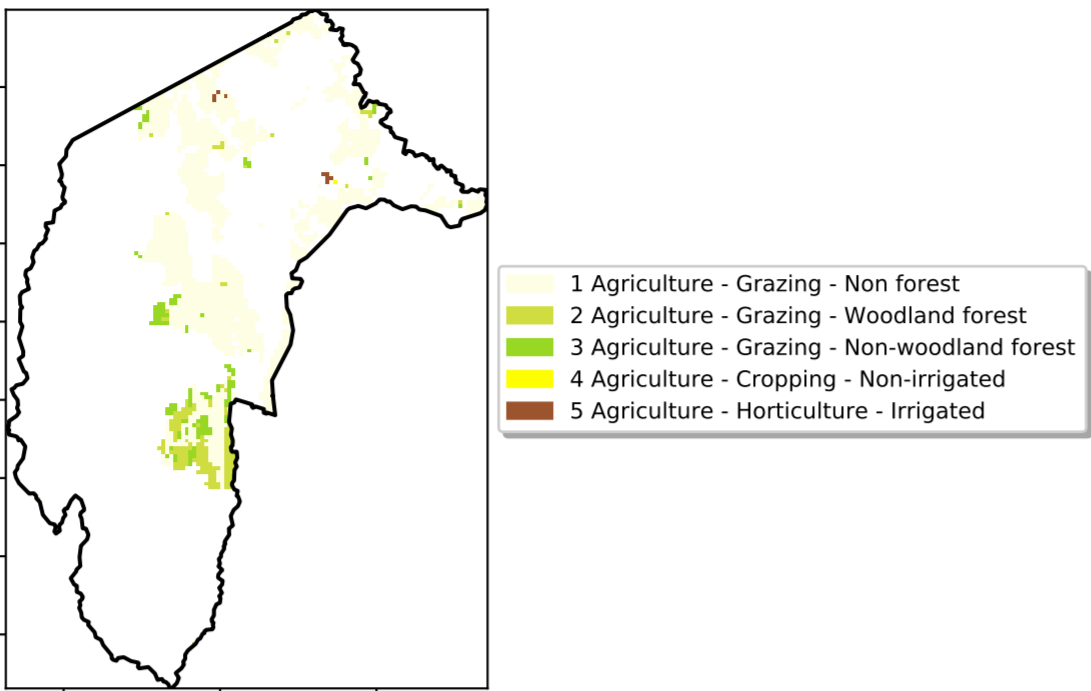 1 Agriculture - Grazing - Non forest
2 Agriculture - Grazing - Woodland forest
3 Agriculture - Grazing - Non-woodland forest
4 Agriculture - Cropping - Non-irrigated
5 Agriculture - Horticulture - Irrigated